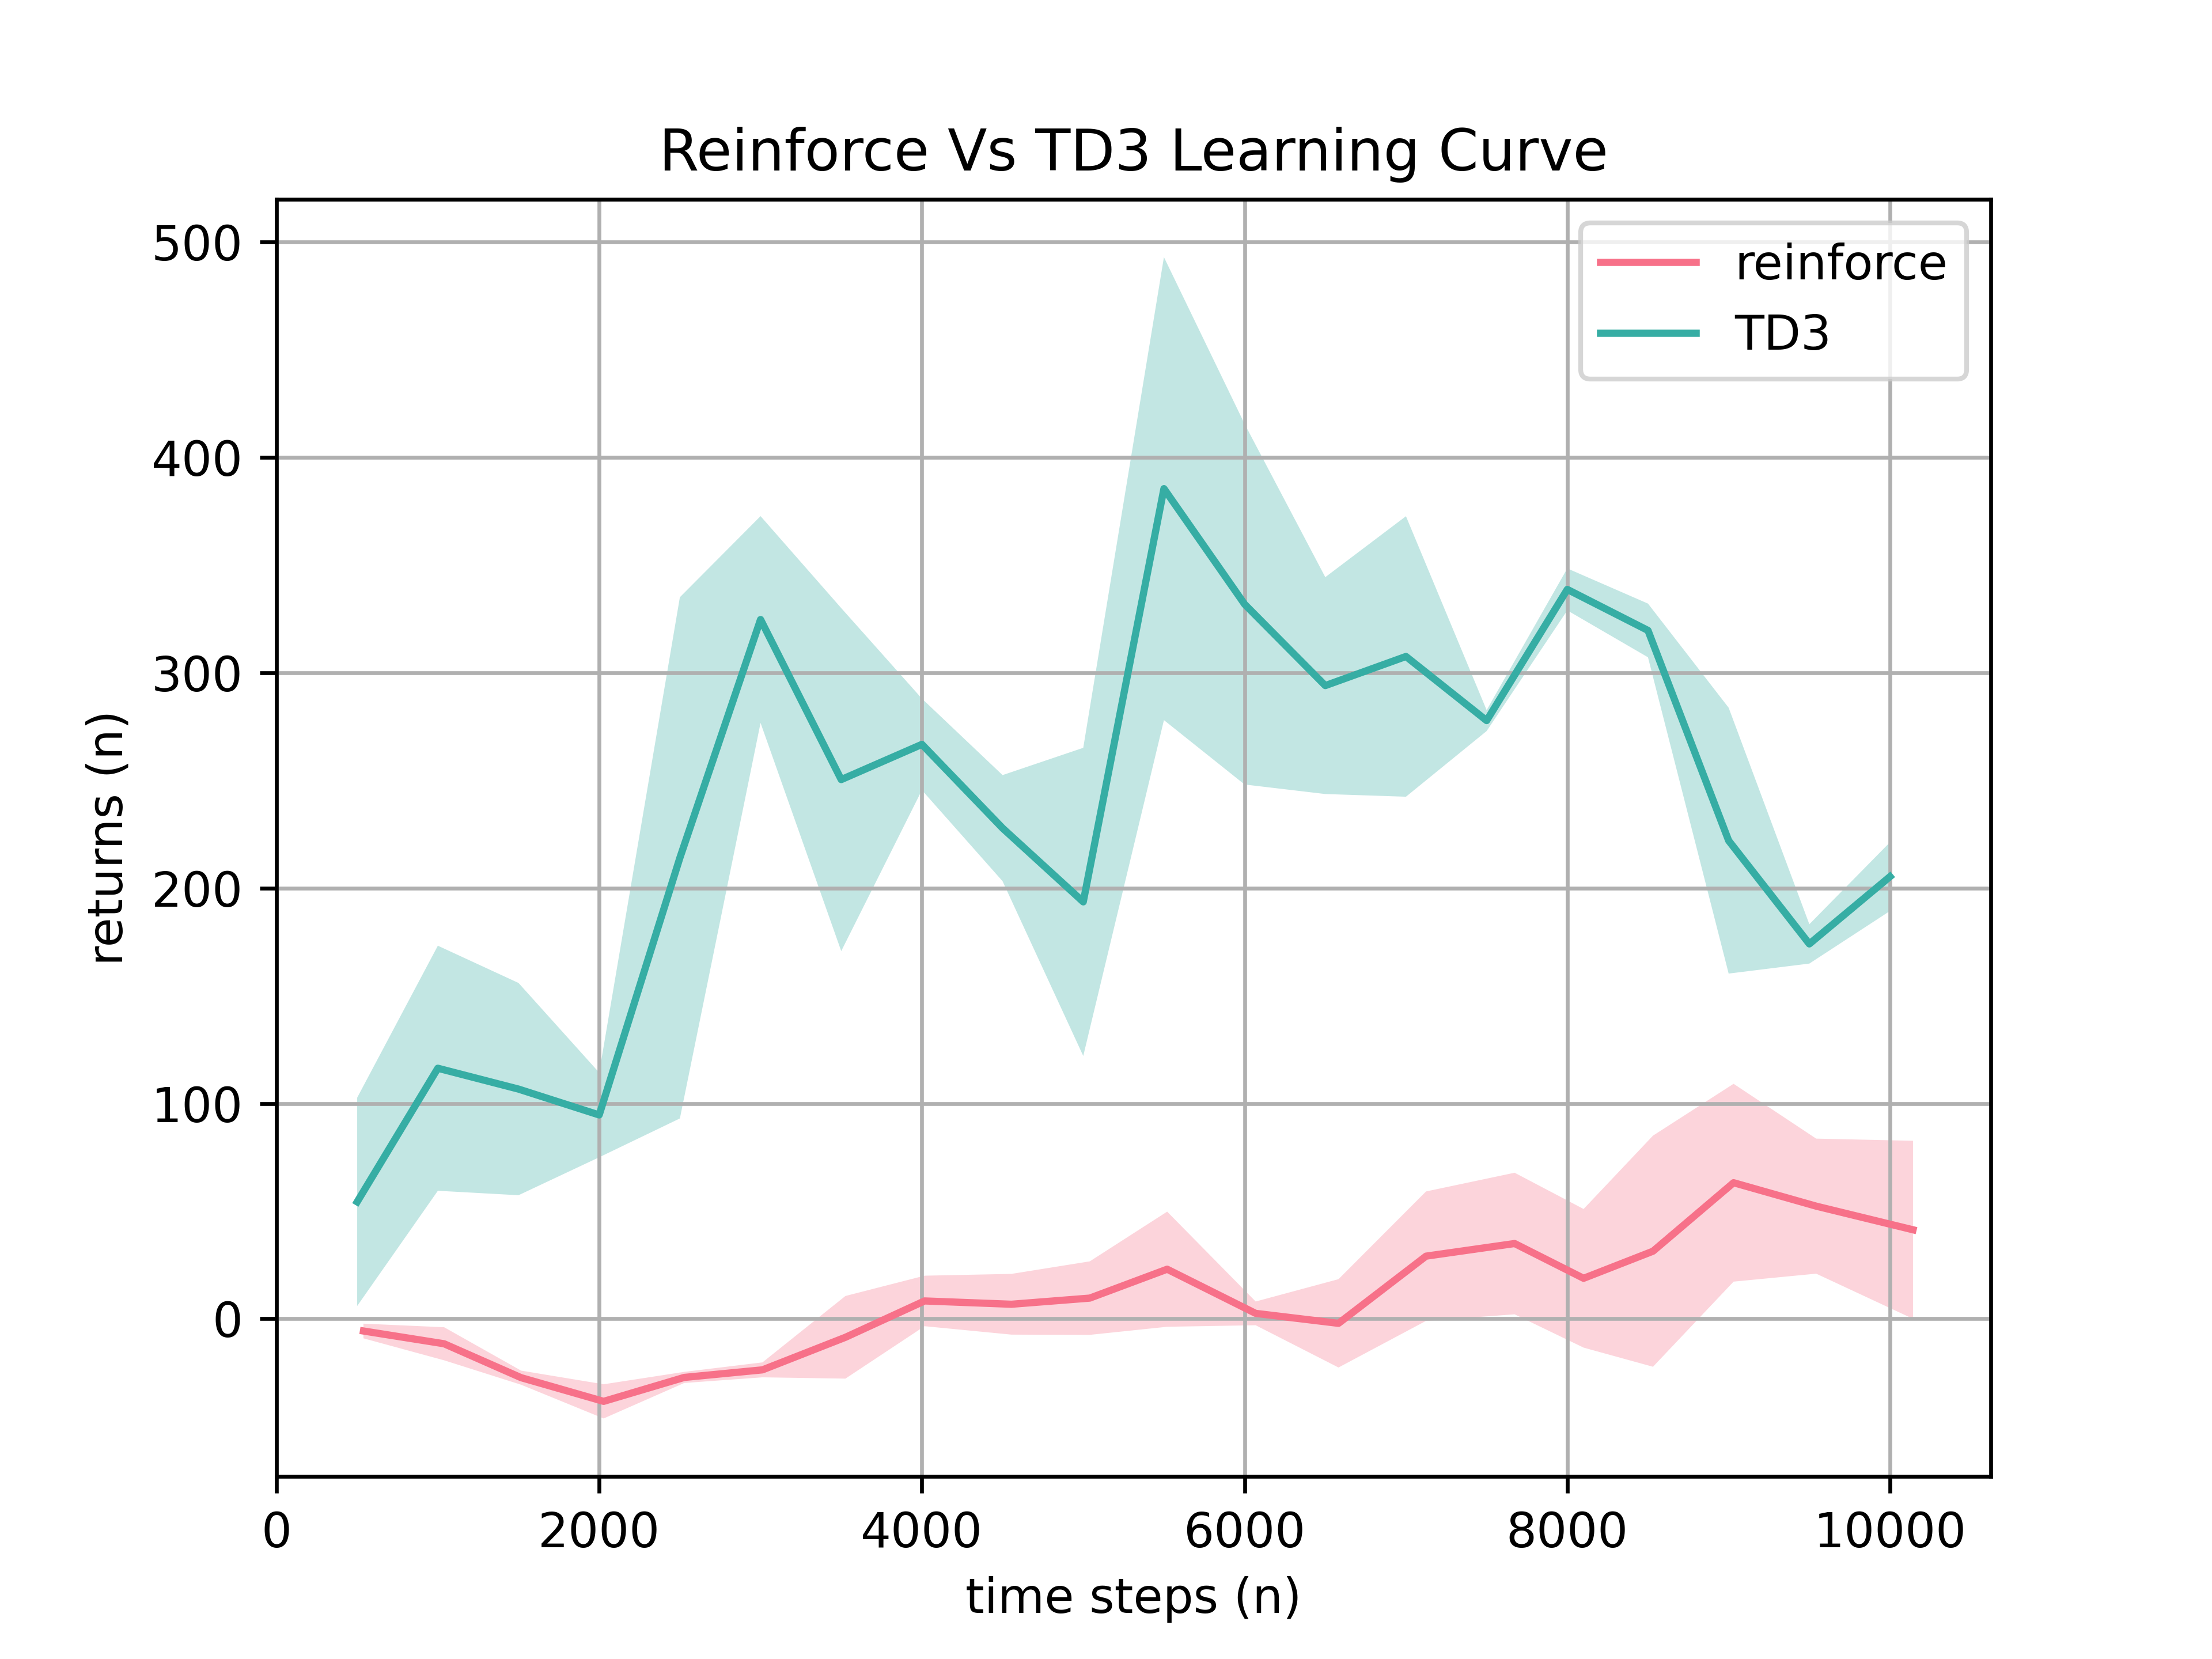 Reinforce Vs TD3 Learning Curve
500
400
300
200
100
0
returns (n)
reinforce
TD3
0 2000 4000 6000 8000 10000
time steps (n)